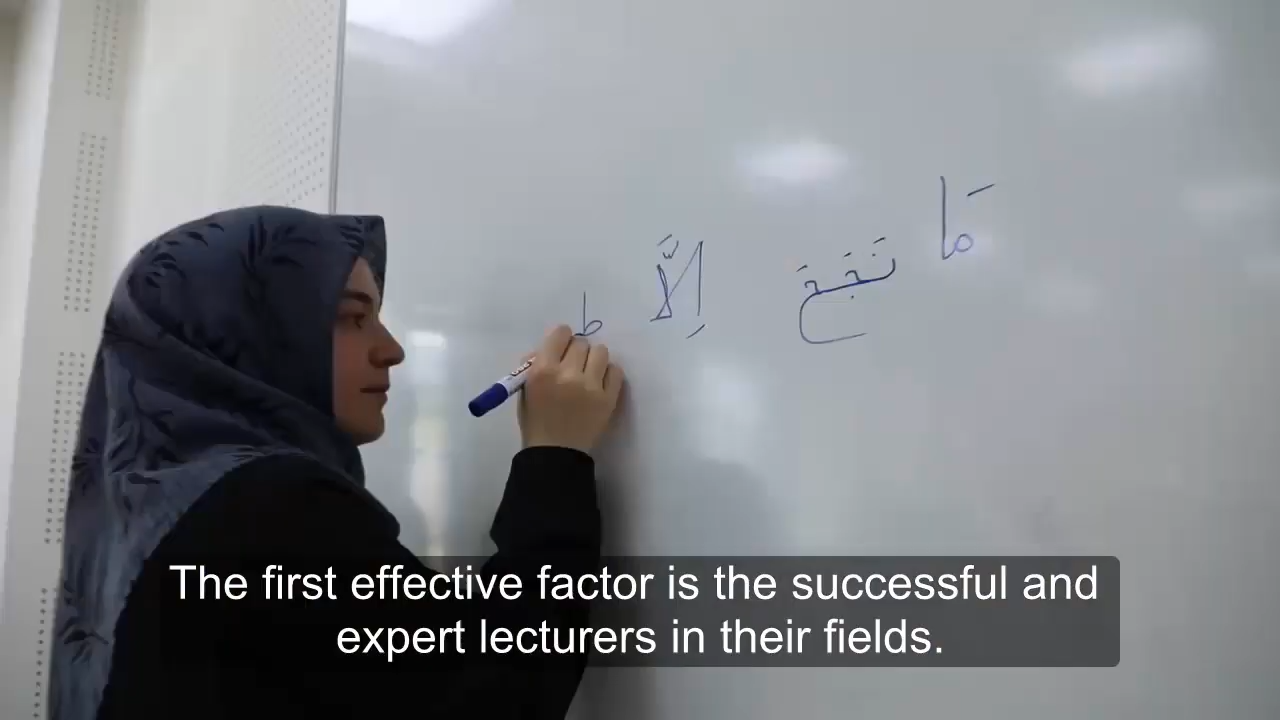 مَا نَجَحَ اِلَّا ط
The first effective factor is the successful and
expert lecturers in their fields.